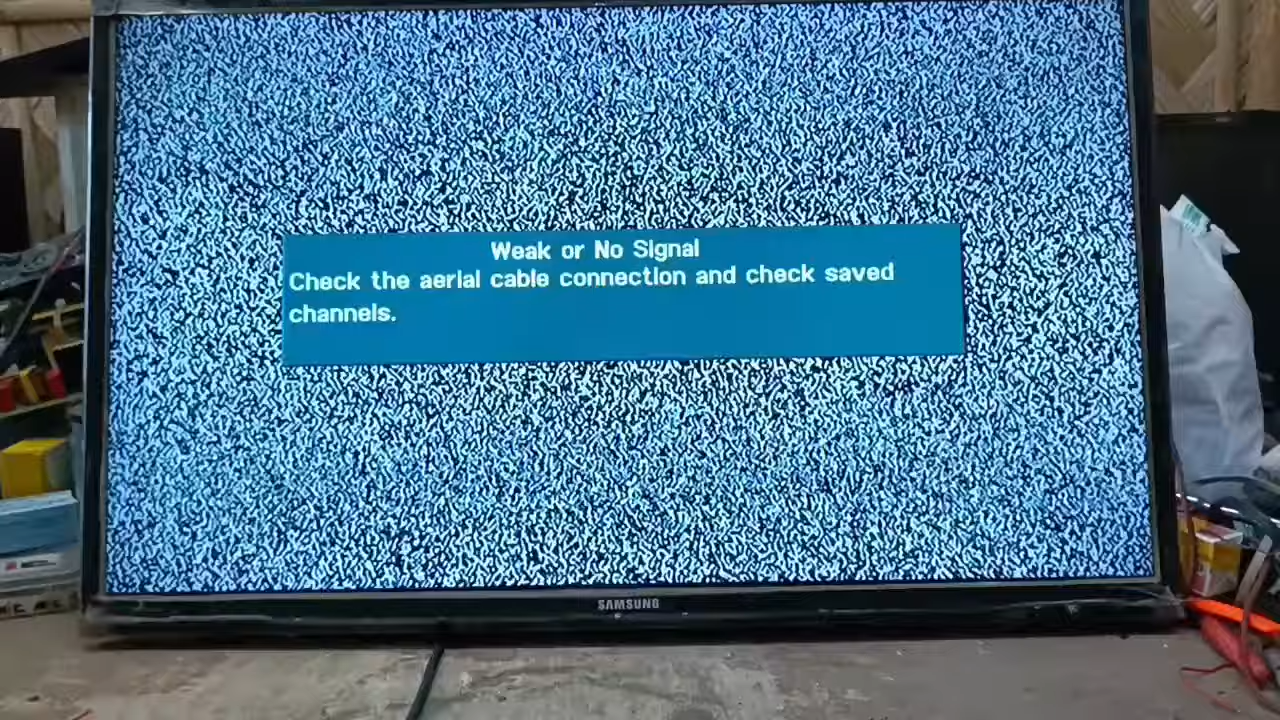 Weak or No Signal
Check the aerial cable connection and check saved
channels.
SAMSUNG